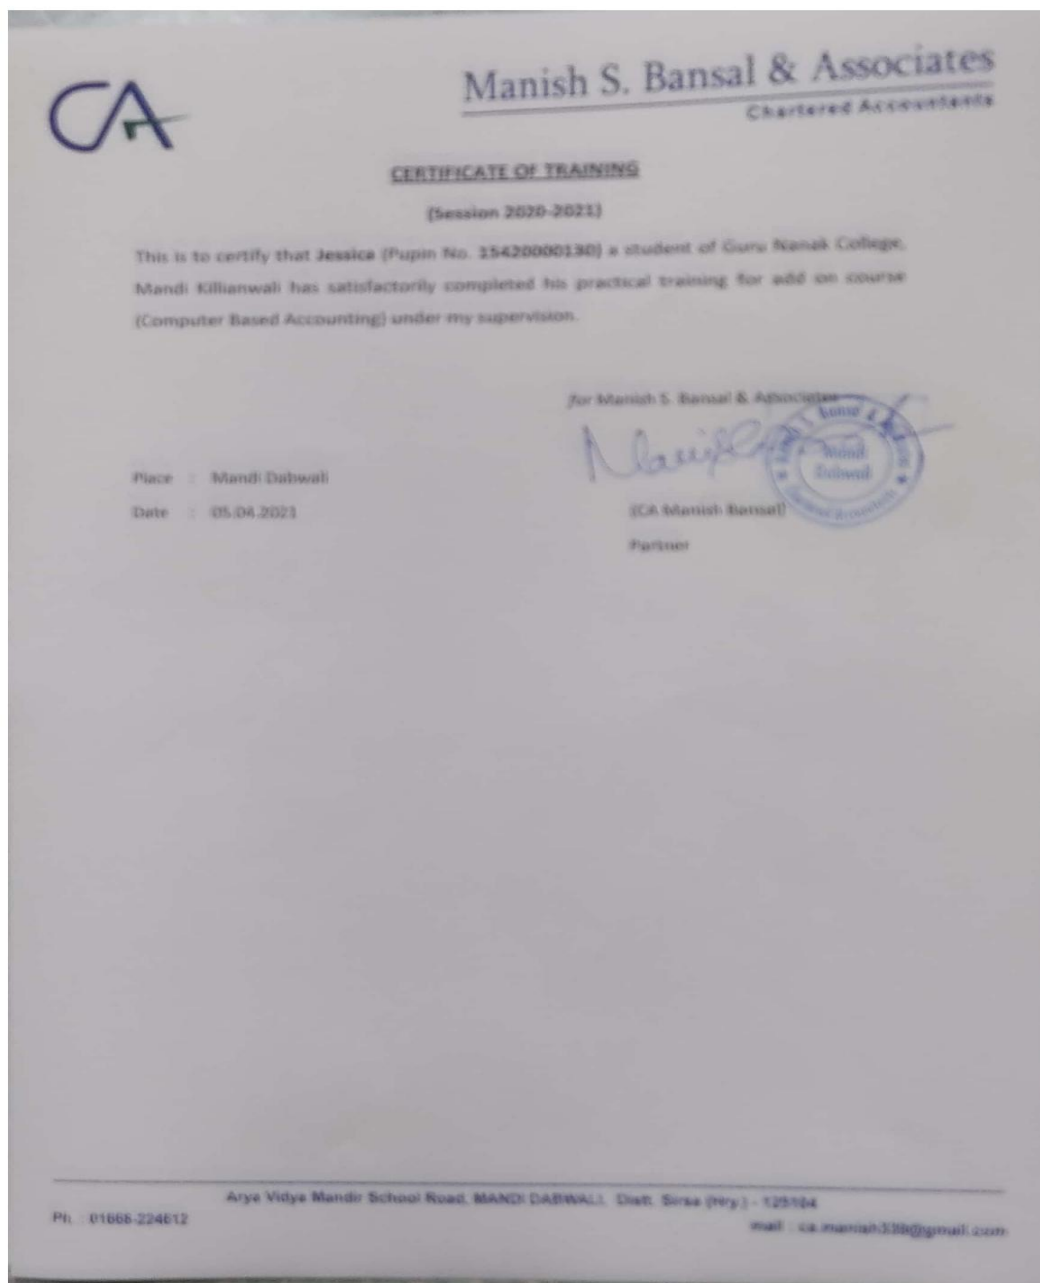 CA
Manish S. Bansal & Associates
Chartered Accountants
CERTIFICATE OF TRAINING
(Session 2020-2021)
This is to certify that Jessica (Pupin No. 15420000130) a student of Guru Nanak College,
Mandi Killianwali has satisfactorily completed his practical training for add on course
(Computer Based Accounting) under my supervision.
for Manish S. Bansal & Associates
Place : Mandi Dabwali
Date : 05.04.2021
(CA Manish Bansal)
Partner
Arya Vidya Mandir School Road, MANDI DABWALI, Distt. Sirsa (Hry.) - 125104
Ph. : 01668-224612
mail :